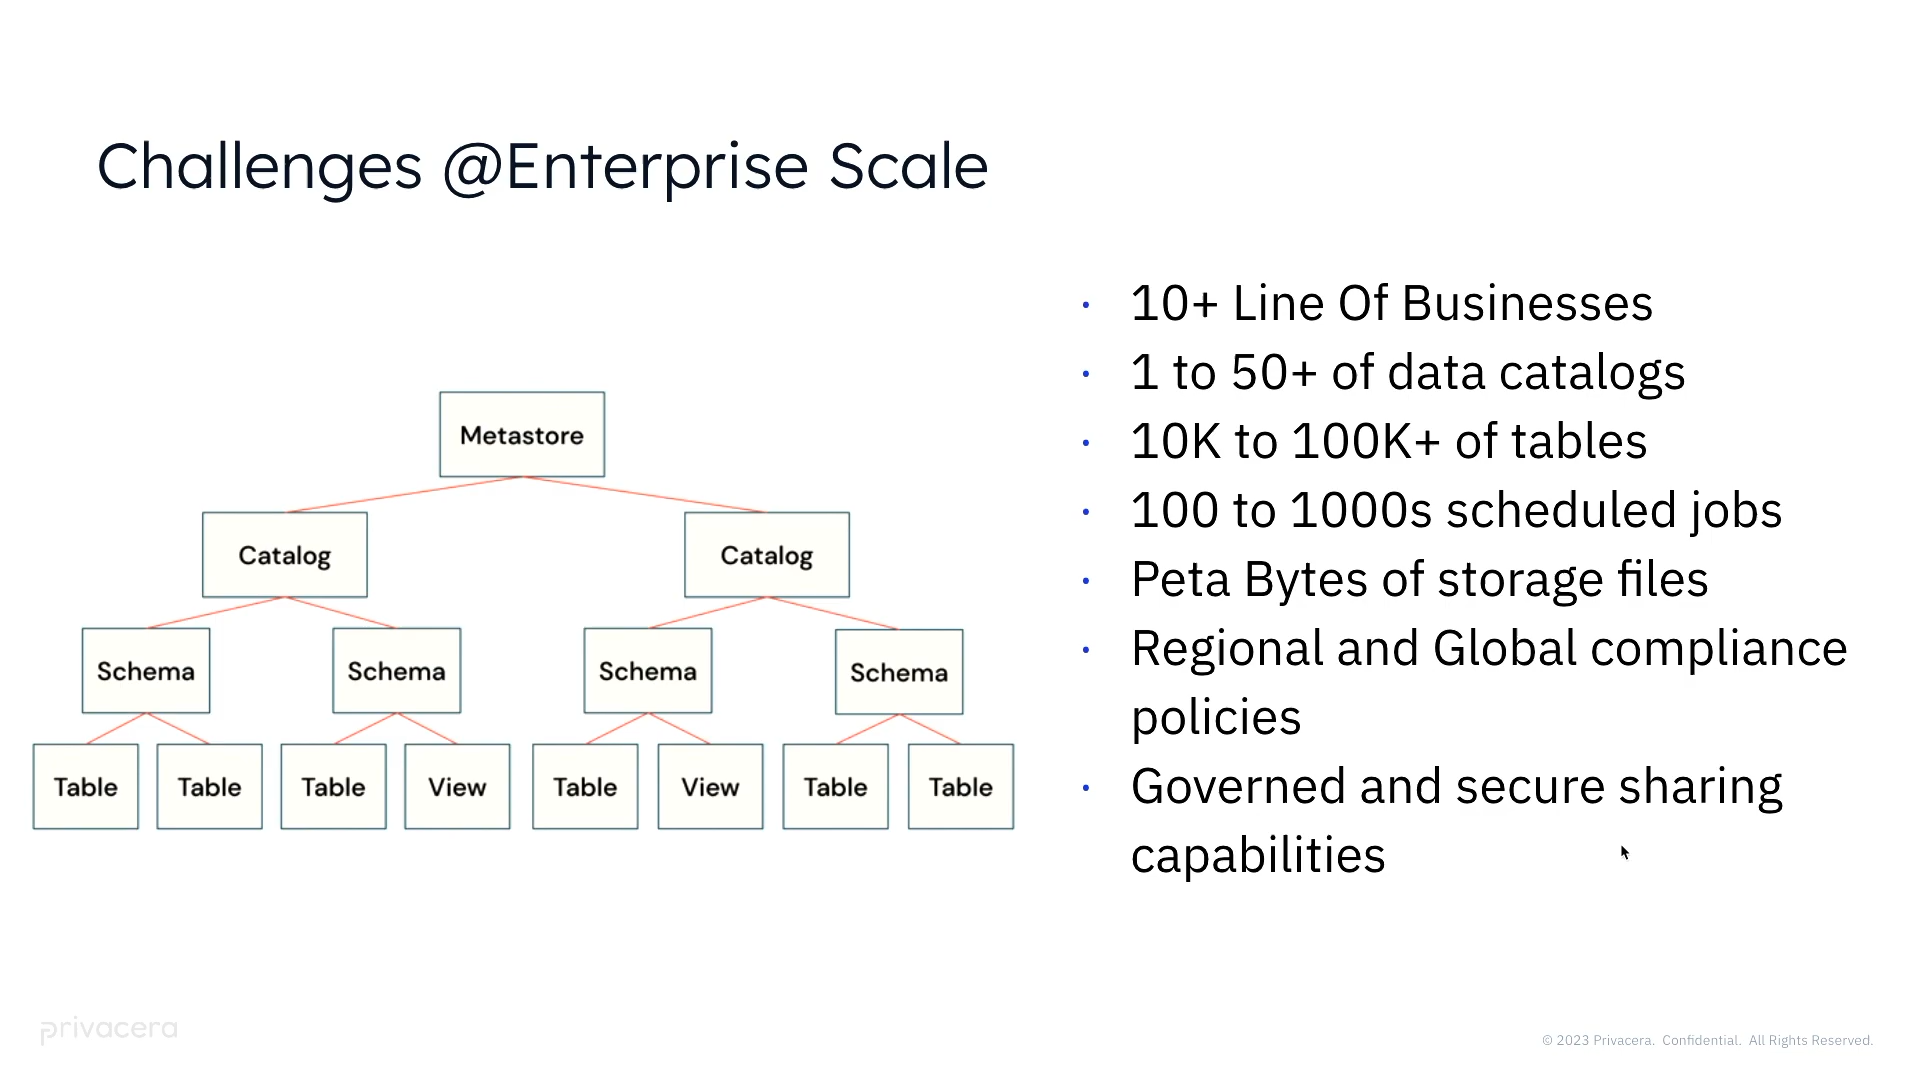 Challenges @Enterprise Scale
Metastore
Catalog
Catalog
Schema
Schema
Schema
Schema
Table
Table
Table
View
Table
View
Table
Table
· 10+ Line Of Businesses
· 1 to 50+ of data catalogs
· 10K to 100K+ of tables
· 100 to 1000s scheduled jobs
· Peta Bytes of storage files
· Regional and Global compliance
policies
· Governed and secure sharing
capabilities
privacera
© 2023 Privacera. Confidential. All Rights Reserved.